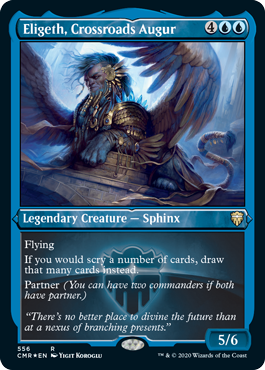 Eligeth, Crossroads Augur 4
Legendary Creature — Sphinx
Flying
If you would scry a number of cards, draw
that many cards instead.
Partner (You can have two commanders if both
have partner.)
"There's no better place to divine the future than
at a nexus of branching presents."
5/6
556 R
CMR★EN Yigit Koroglu
™ & © 2020 Wizards of the Coast